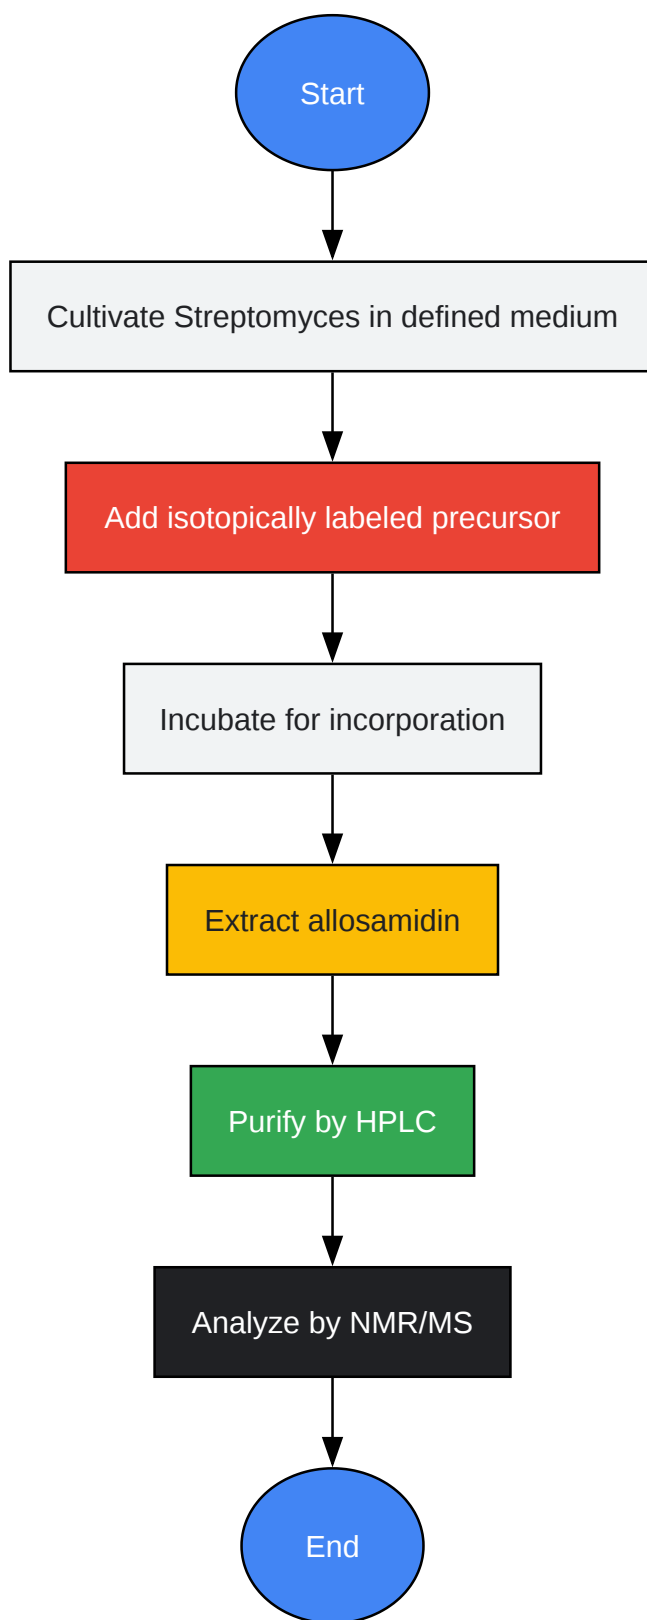 Start
Cultivate Streptomyces in defined medium
Add isotopically labeled precursor
Incubate for incorporation
Extract allosamidin
Purify by HPLC
Analyze by NMR/MS
End